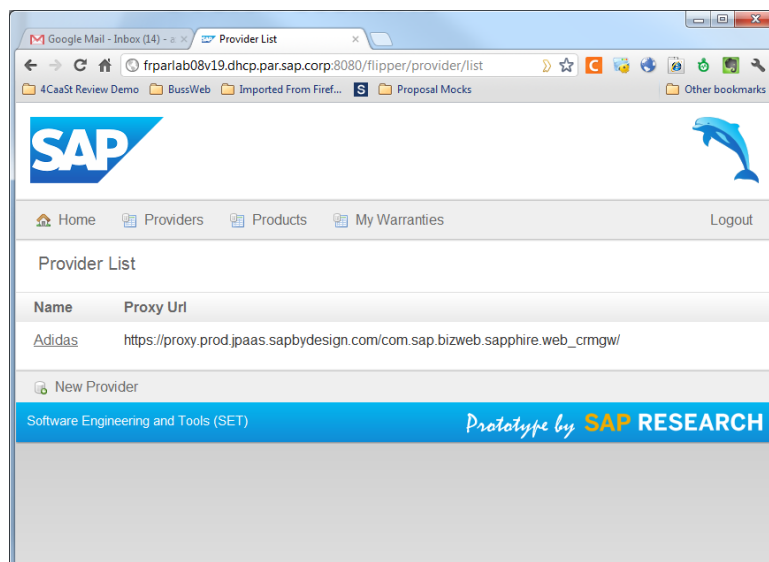 Google Mail - Inbox (14) - a
Provider List
frparlab08v19.dhcp.par.sap.corp:8080/flipper/provider/list
4CaaSt Review Demo BussWeb Imported From Firef... S Proposal Mocks Other bookmarks
SAP
Home Providers Products My Warranties Logout
Provider List
Name Proxy Url
Adidas https://proxy.prod.jpaas.sapbydesign.com/com.sap.bizweb.sapphire.web_crmgw/
New Provider
Software Engineering and Tools (SET) Prototype by SAP RESEARCH